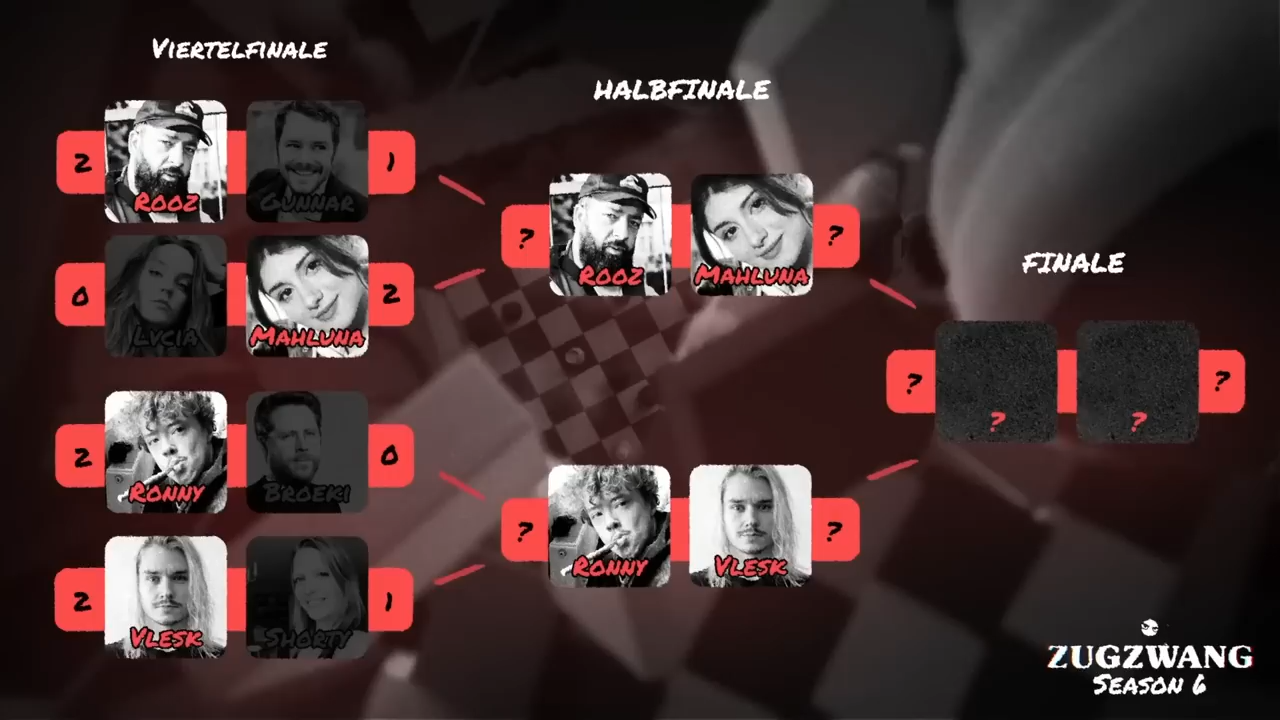 VIERTELFINALE
HALBFINALE
FINALE
2 ROOZ GUNNAR 1
0 LVCIA MAHLUNA 2
2 RONNY BROEKI 0
2 VLESK SHORTY 1
? ROOZ MAHLUNA ?
? RONNY VLESK ?
? ? ? ?
ZUGZWANG
SEASON 6